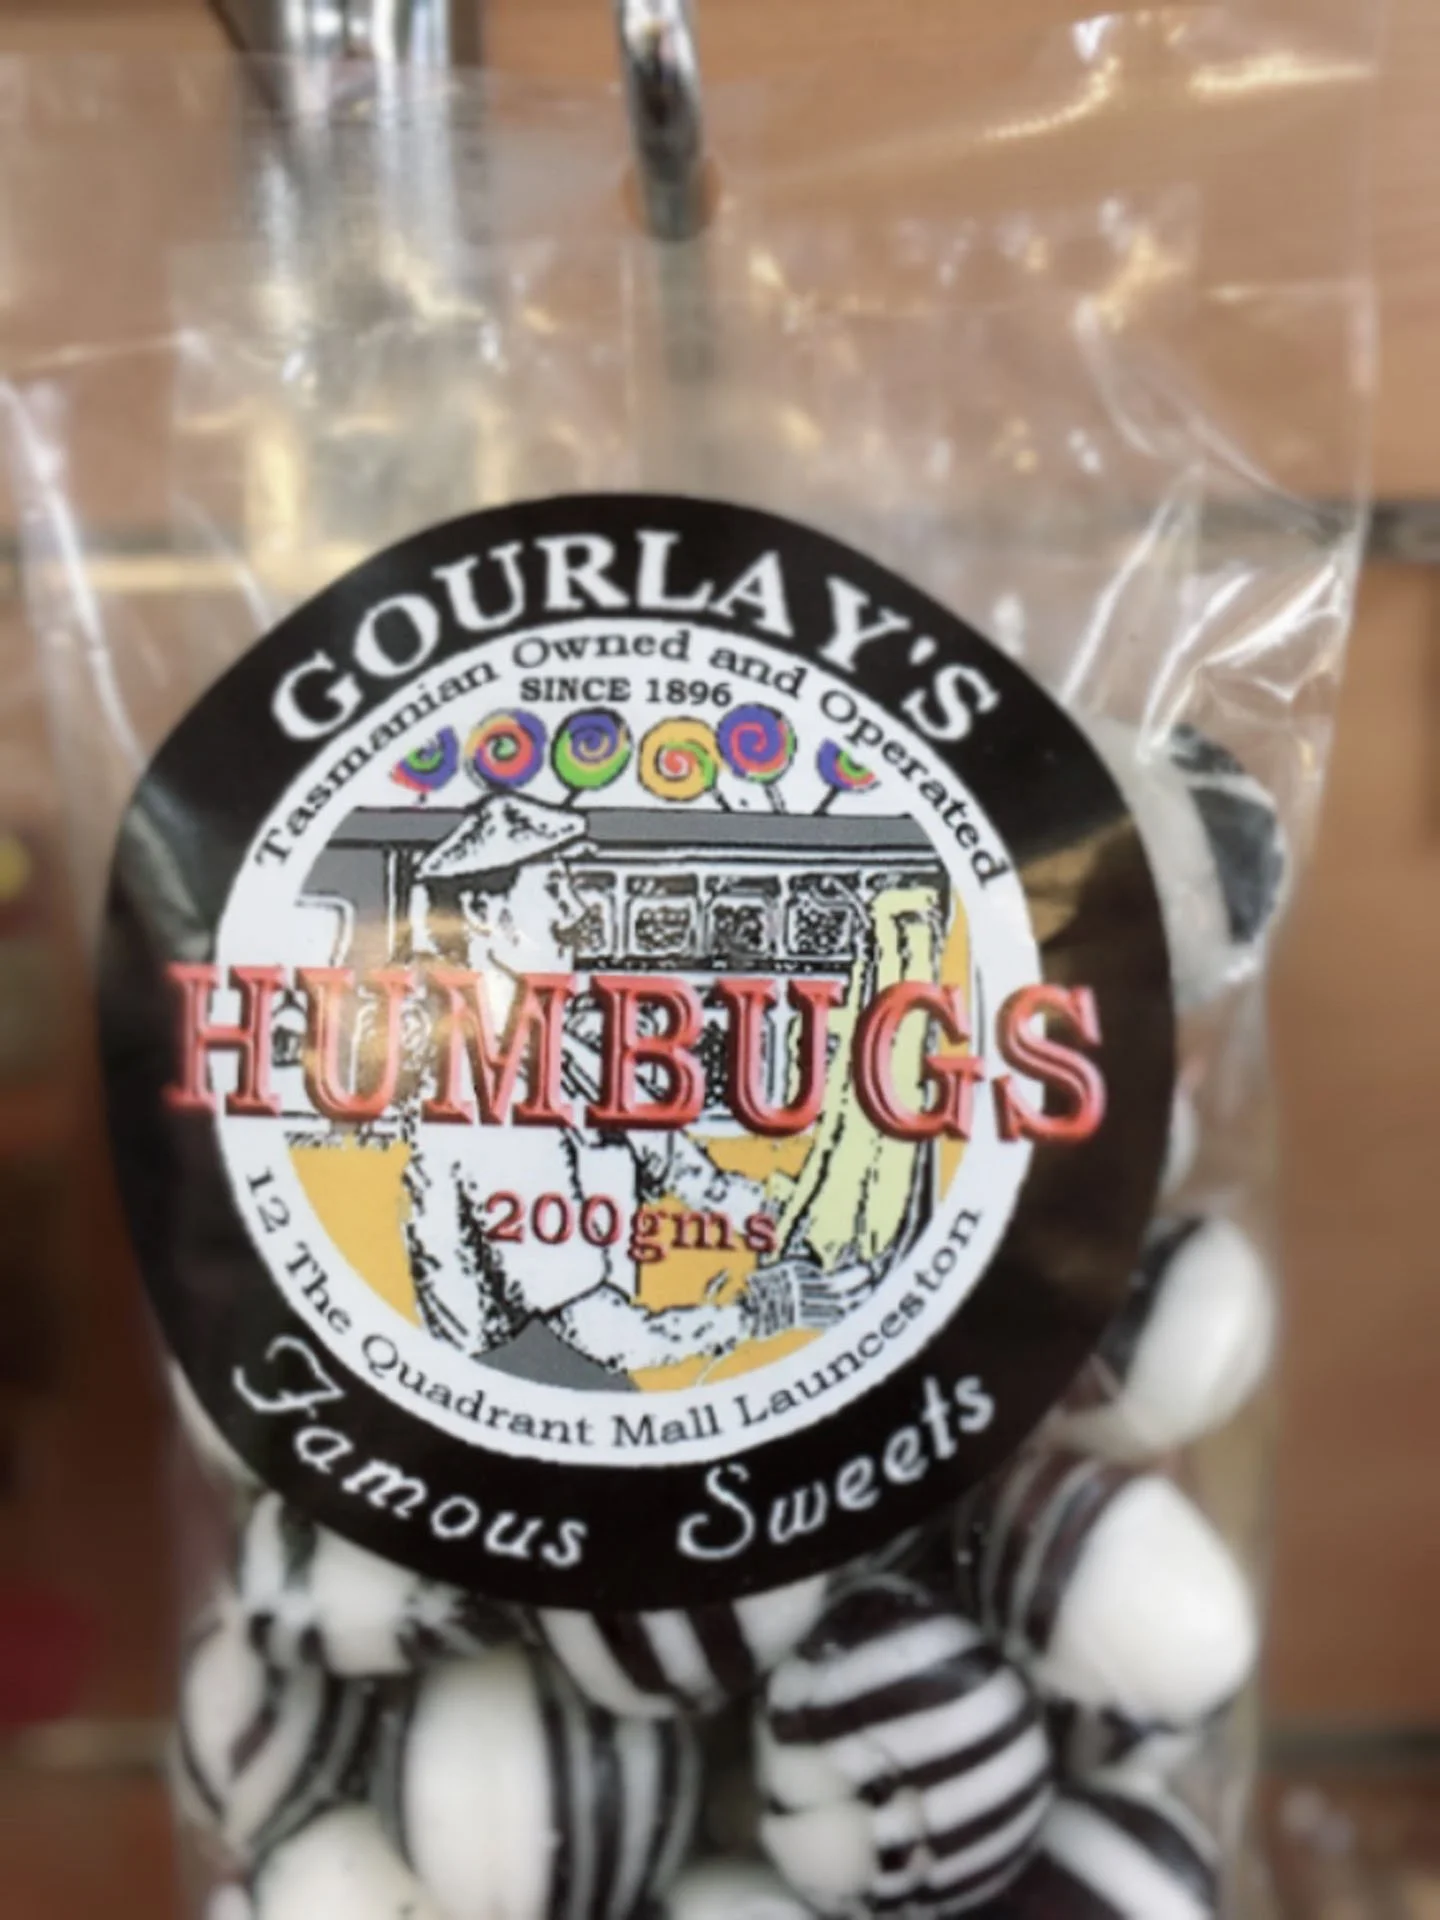 GOURLAY'S
Tasmanian Owned and Operated
SINCE 1896
HUMBUGS
200gms
12 The Quadrant Mall Launceston
Famous Sweets